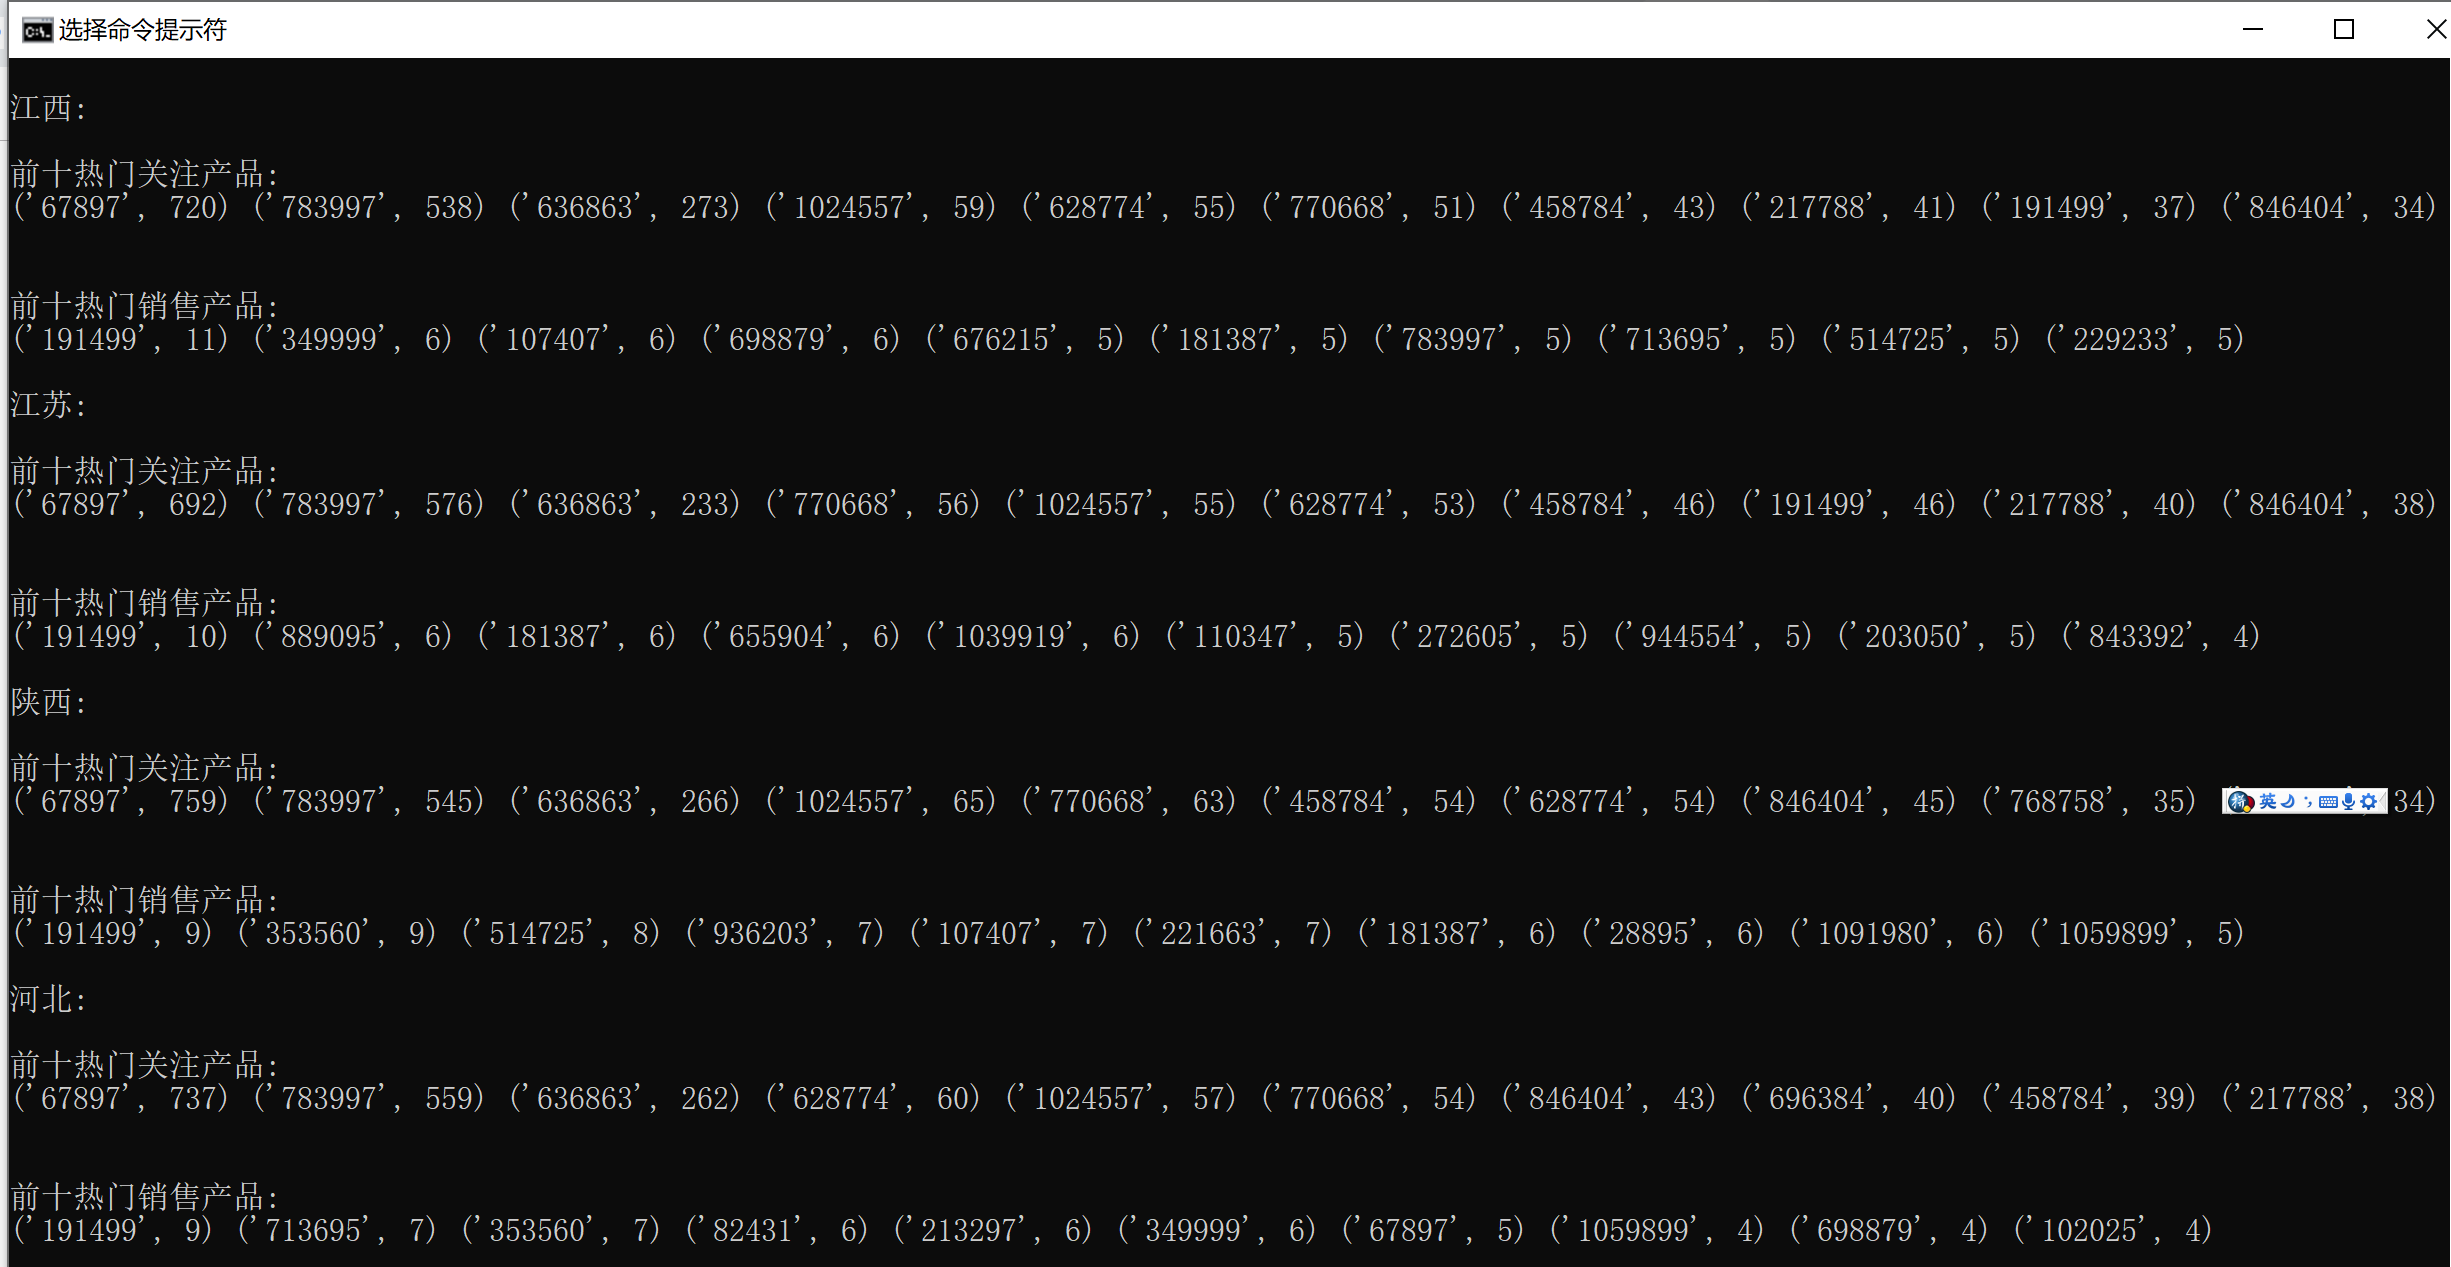 选择命令提示符
江西:
前十热门关注产品:
('67897', 720) ('783997', 538) ('636863', 273) ('1024557', 59) ('628774', 55) ('770668', 51) ('458784', 43) ('217788', 41) ('191499', 37) ('846404', 34)
前十热门销售产品:
('191499', 11) ('349999', 6) ('107407', 6) ('698879', 6) ('676215', 5) ('181387', 5) ('783997', 5) ('713695', 5) ('514725', 5) ('229233', 5)
江苏:
前十热门关注产品:
('67897', 692) ('783997', 576) ('636863', 233) ('770668', 56) ('1024557', 55) ('628774', 53) ('458784', 46) ('191499', 46) ('217788', 40) ('846404', 38)
前十热门销售产品:
('191499', 10) ('889095', 6) ('181387', 6) ('655904', 6) ('1039919', 6) ('110347', 5) ('272605', 5) ('944554', 5) ('203050', 5) ('843392', 4)
陕西:
前十热门关注产品:
('67897', 759) ('783997', 545) ('636863', 266) ('1024557', 65) ('770668', 63) ('458784', 54) ('628774', 54) ('846404', 45) ('768758', 35) 英 34)
前十热门销售产品:
('191499', 9) ('353560', 9) ('514725', 8) ('936203', 7) ('107407', 7) ('221663', 7) ('181387', 6) ('28895', 6) ('1091980', 6) ('1059899', 5)
河北:
前十热门关注产品:
('67897', 737) ('783997', 559) ('636863', 262) ('628774', 60) ('1024557', 57) ('770668', 54) ('846404', 43) ('696384', 40) ('458784', 39) ('217788', 38)
前十热门销售产品:
('191499', 9) ('713695', 7) ('353560', 7) ('82431', 6) ('213297', 6) ('349999', 6) ('67897', 5) ('1059899', 4) ('698879', 4) ('102025', 4)